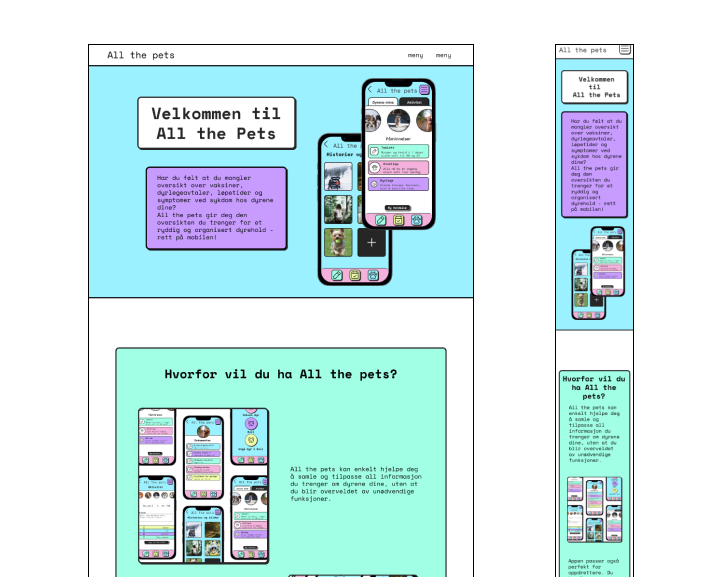 All the pets
meny meny
Velkommen til
All the Pets
Har du følt at du mangler
oversikt over vaksiner,
dyrlegeavtaler, løpetider og
symptomer ved sykdom hos dyrene
dine?
All the pets gir deg den
oversikten du trenger for et
ryddig og organisert dyrehold -
rett på mobilen!
All the pets
Dyrene mine
Aktivitet
Påminnelser
All the
Historier og
Hvorfor vil du ha All the pets?
All the pets
All the pets kan enkelt hjelpe deg
å samle og tilpasse all informasjon
du trenger om dyrene dine, uten at
du blir overveldet av unødvendige
funksjoner.
All the pets
Velkommen
til
All the Pets
Har du følt at du
mangler oversikt
over vaksiner,
dyrlegeavtaler,
løpetider og
symptomer ved
sykdom hos dyrene
dine?
All the pets gir
deg den
oversikten du
trenger for et
ryddig og
organisert
dyrehold - rett
på mobilen!
Hvorfor vil du
ha All the
pets?
All the pets kan
enkelt hjelpe deg
å samle og
tilpasse all
informasjon du
trenger om dyrene
dine, uten at du
blir overveldet
av unødvendige
funksjoner.
Appen passer også
perfekt for
oppdrettere. Du